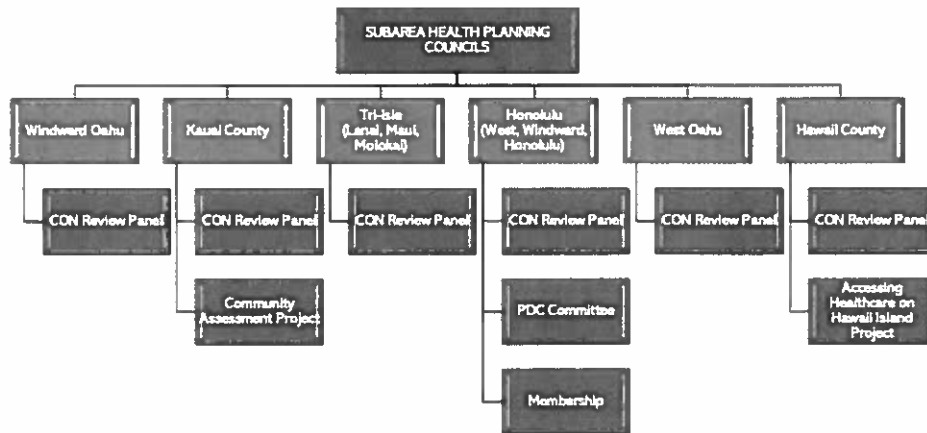 SUBAREA HEALTH PLANNING
COUNCILS
Windward Oahu
Kauai County
Tri-Isle
(Lanai, Maui,
Molokai)
Honolulu
(West, Windward,
Honolulu)
West Oahu
Hawaii County
CON Review Panel
CON Review Panel
CON Review Panel
CON Review Panel
CON Review Panel
CON Review Panel
Community
Assessment Project
PDC Committee
Accessing
Healthcare on
Hawaii Island
Project
Membership